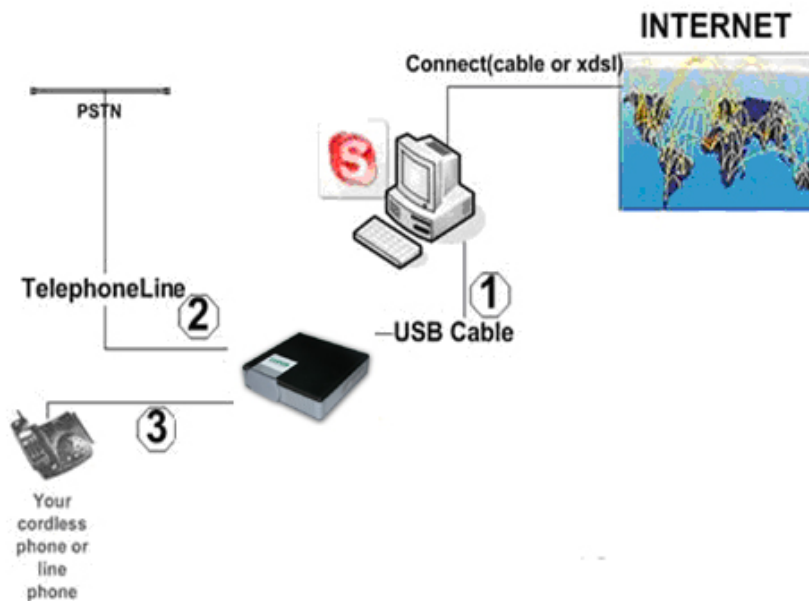 INTERNET
Connect(cable or xdsl)
PSTN
S
TelephoneLine
2
1
USB Cable
3
Your
cordless
phone or
line
phone